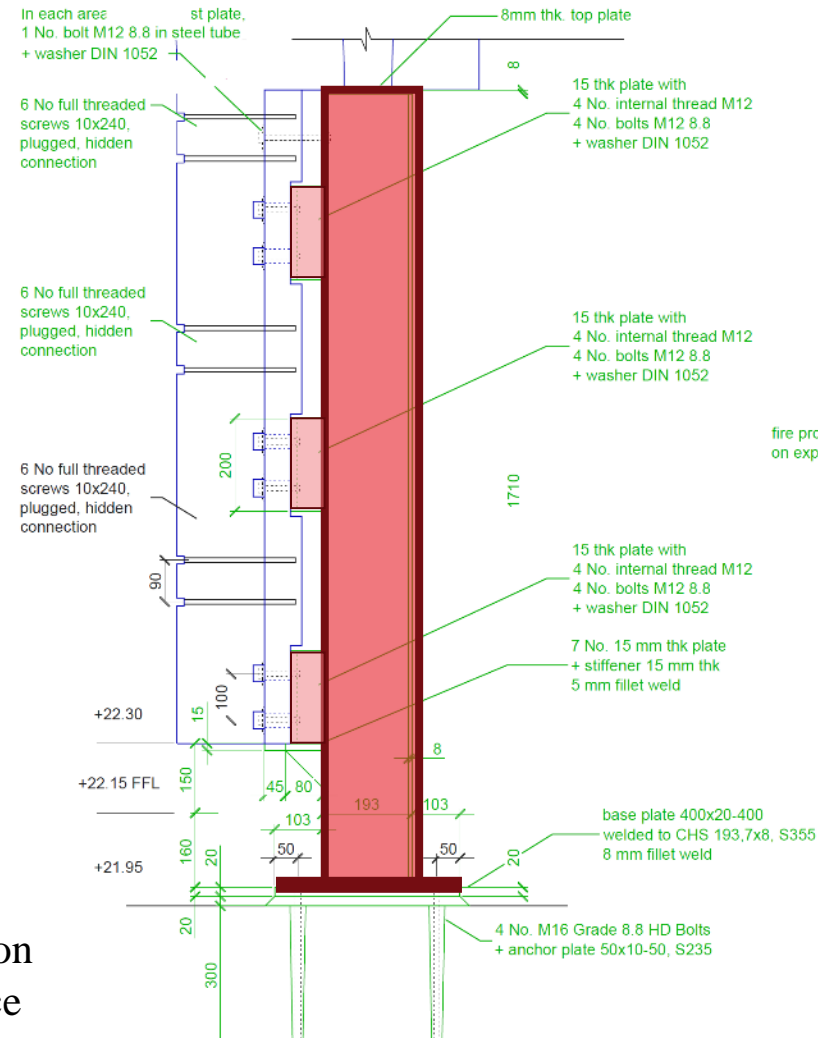 In each area st plate,
1 No. bolt M12 8.8 in steel tube
+ washer DIN 1052
8mm thk. top plate
8
6 No full threaded
screws 10x240,
plugged, hidden
connection
15 thk plate with
4 No. internal thread M12
4 No. bolts M12 8.8
+ washer DIN 1052
6 No full threaded
screws 10x240,
plugged, hidden
connection
15 thk plate with
4 No. internal thread M12
4 No. bolts M12 8.8
+ washer DIN 1052
fire pro
on exp
200
1710
6 No full threaded
screws 10x240,
plugged, hidden
connection
90
15 thk plate with
4 No. internal thread M12
4 No. bolts M12 8.8
+ washer DIN 1052
7 No. 15 mm thk plate
+ stiffener 15 mm thk
5 mm fillet weld
100
+22.30
15
8
+22.15 FFL
150
45 80
193 103
103
base plate 400x20-400
welded to CHS 193,7x8, S355
8 mm fillet weld
50 50
+21.95
160
20
20
20
4 No. M16 Grade 8.8 HD Bolts
+ anchor plate 50x10-50, S235
300
on
ce